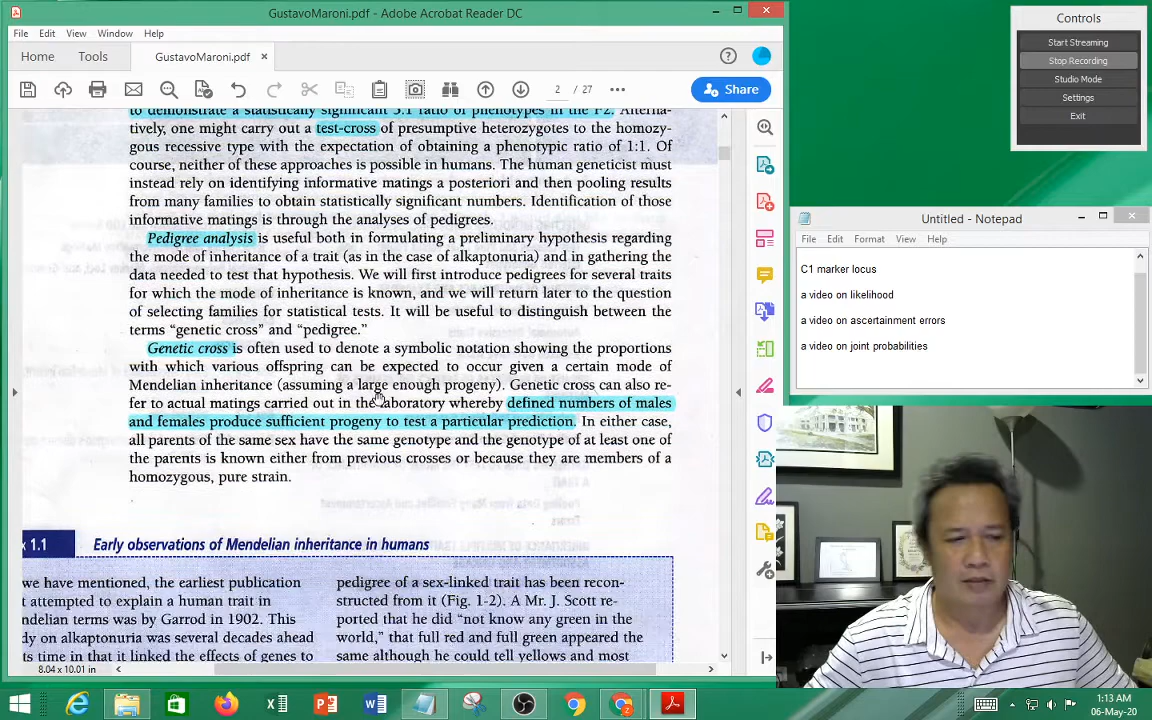 GustavoMaroni.pdf - Adobe Acrobat Reader DC
File Edit View Window Help
Home Tools GustavoMaroni.pdf ×
2 / 27
Share
to demonstrate a statistically significant 3:1 ratio of phenotypes in the F2. Alterna-
tively, one might carry out a test-cross of presumptive heterozygotes to the homozy-
gous recessive type with the expectation of obtaining a phenotypic ratio of 1:1. Of
course, neither of these approaches is possible in humans. The human geneticist must
instead rely on identifying informative matings a posteriori and then pooling results
from many families to obtain statistically significant numbers. Identification of those
informative matings is through the analyses of pedigrees.
Pedigree analysis is useful both in formulating a preliminary hypothesis regarding
the mode of inheritance of a trait (as in the case of alkaptonuria) and in gathering the
data needed to test that hypothesis. We will first introduce pedigrees for several traits
for which the mode of inheritance is known, and we will return later to the question
of selecting families for statistical tests. It will be useful to distinguish between the
terms “genetic cross” and “pedigree.”
Genetic cross is often used to denote a symbolic notation showing the proportions
with which various offspring can be expected to occur given a certain mode of
Mendelian inheritance (assuming a large enough progeny). Genetic cross can also re-
fer to actual matings carried out in the laboratory whereby defined numbers of males
and females produce sufficient progeny to test a particular prediction. In either case,
all parents of the same sex have the same genotype and the genotype of at least one of
the parents is known either from previous crosses or because they are members of a
homozygous, pure strain.
x 1.1 Early observations of Mendelian inheritance in humans
we have mentioned, the earliest publication
t attempted to explain a human trait in
ndelian terms was by Garrod in 1902. This
dy on alkaptonuria was several decades ahead
ts time in that it linked the effects of genes to
pedigree of a sex-linked trait has been recon-
structed from it (Fig. 1-2). A Mr. J. Scott re-
ported that he did “not know any green in the
world,” that full red and full green appeared the
same although he could tell yellows and most
8.04 x 10.01 in
Controls
Start Streaming
Stop Recording
Studio Mode
Settings
Exit
Untitled - Notepad
File Edit Format View Help
C1 marker locus
a video on likelihood
a video on ascertainment errors
a video on joint probabilities
1:13 AM
06-May-20